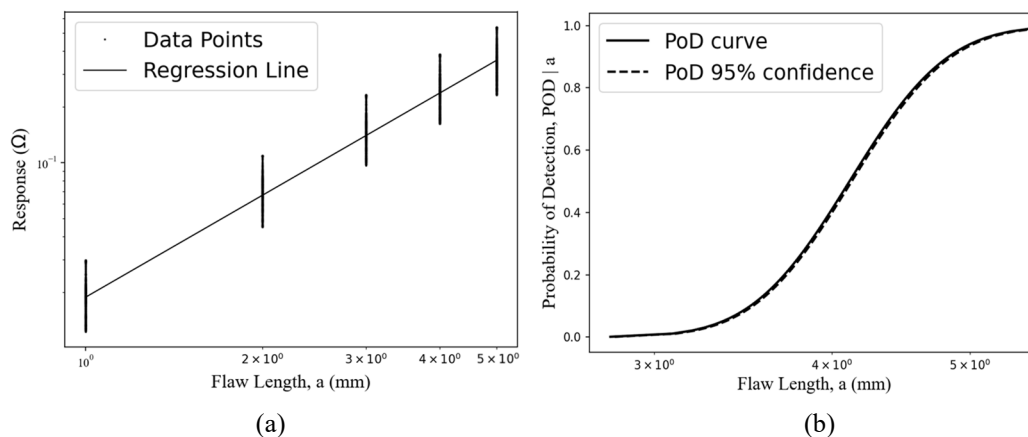 Data Points
Regression Line
Response (Ω)
10⁻¹
10⁰
2 × 10⁰
3 × 10⁰
4 × 10⁰
5 × 10⁰
Flaw Length, a (mm)
(a)
PoD curve
PoD 95% confidence
Probability of Detection, POD | a
1.0
0.8
0.6
0.4
0.2
0.0
3 × 10⁰
4 × 10⁰
5 × 10⁰
Flaw Length, a (mm)
(b)